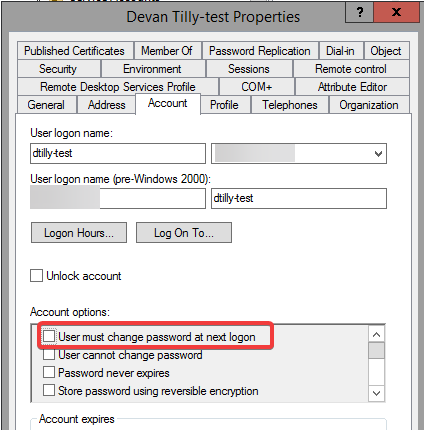 Devan Tilly-test Properties
?
Published Certificates Member Of Password Replication Dial-in Object
Security Environment Sessions Remote control
Remote Desktop Services Profile COM+ Attribute Editor
General Address Account Profile Telephones Organization
User logon name:
dtilly-test
User logon name (pre-Windows 2000):
dtilly-test
Logon Hours... Log On To...
Unlock account
Account options:
User must change password at next logon
User cannot change password
Password never expires
Store password using reversible encryption
Account expires